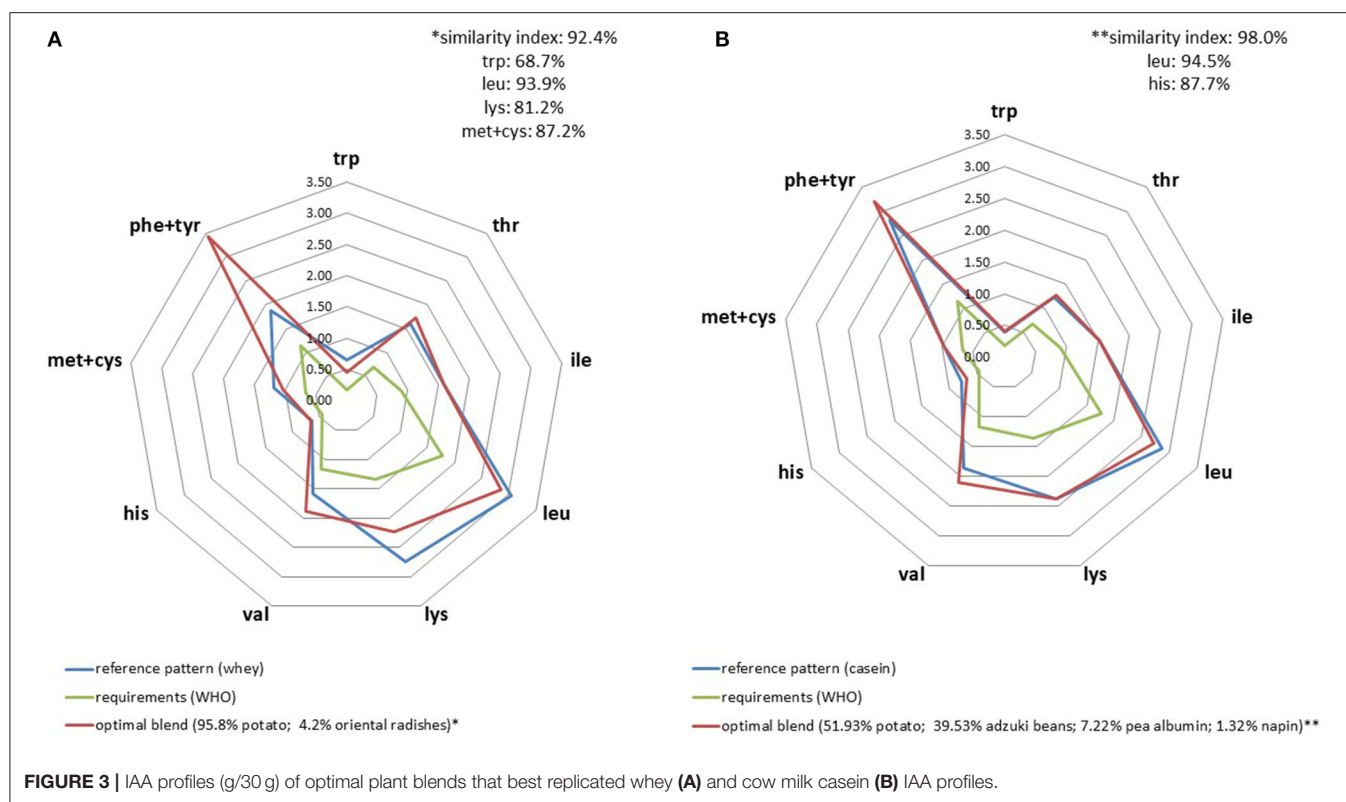 A
*similarity index: 92.4%
trp: 68.7%
leu: 93.9%
lys: 81.2%
met+cys: 87.2%
trp
3.50
3.00
2.50
2.00
1.50
1.00
0.50
0.00
thr
ile
leu
lys
val
his
met+cys
phe+tyr
reference pattern (whey)
requirements (WHO)
optimal blend (95.8% potato; 4.2% oriental radishes)*
B
**similarity index: 98.0%
leu: 94.5%
his: 87.7%
trp
3.50
3.00
2.50
2.00
1.50
1.00
0.50
0.00
thr
ile
leu
lys
val
his
met+cys
phe+tyr
reference pattern (casein)
requirements (WHO)
optimal blend (51.93% potato; 39.53% adzuki beans; 7.22% pea albumin; 1.32% napin)**
FIGURE 3 | IAA profiles (g/30 g) of optimal plant blends that best replicated whey (A) and cow milk casein (B) IAA profiles.